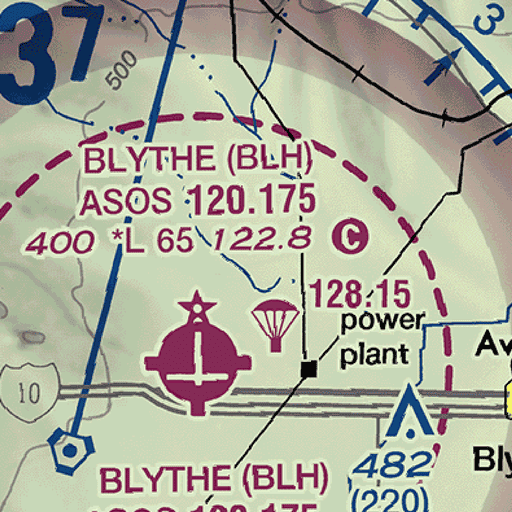 37
500
3
BLYTHE (BLH)
ASOS 120.175
400 *L 65 122.8 C
128.15
power
plant
Av
10
Bly
482
(220)
BLYTHE (BLH)